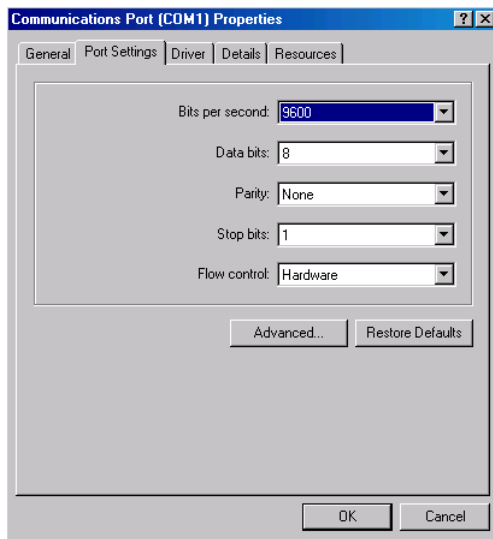 Communications Port (COM1) Properties
General Port Settings Driver Details Resources
Bits per second: 9600
Data bits: 8
Parity: None
Stop bits: 1
Flow control: Hardware
Advanced... Restore Defaults
OK Cancel